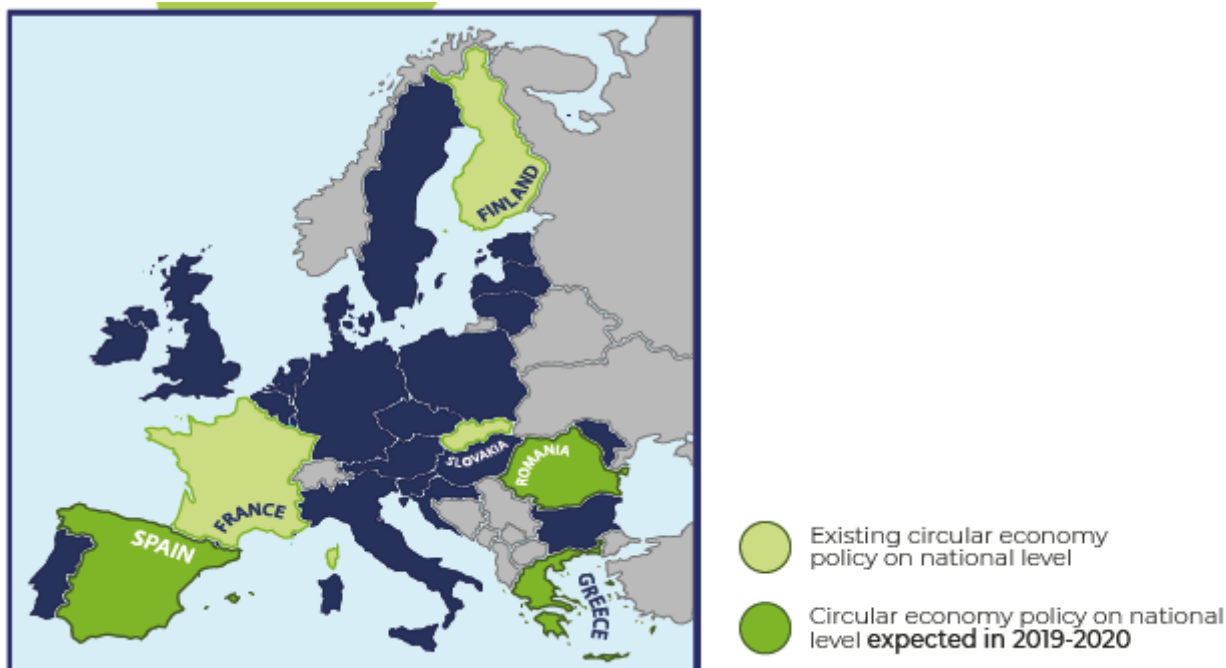 FINLAND
SLOVAKIA
ROMANIA
FRANCE
SPAIN
GREECE
Existing circular economy
policy on national level
Circular economy policy on national
level expected in 2019-2020